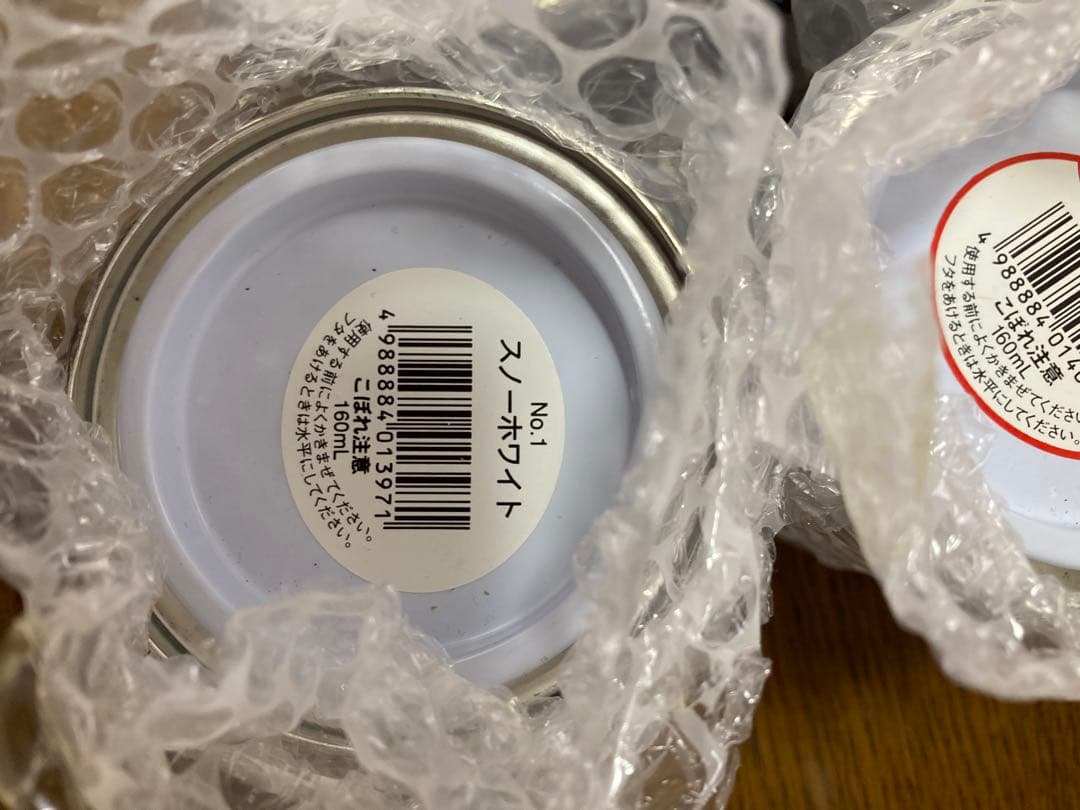 No.1
スノーホワイト
4 988884 013971
こぼれ注意
160mL
使用する前によくかきまぜてください。
フタをあけるときは水平にしてください。
4 988884 014
こぼれ注意
160mL
使用する前によくかきまぜてください
フタをあけるときは水平にしてください。